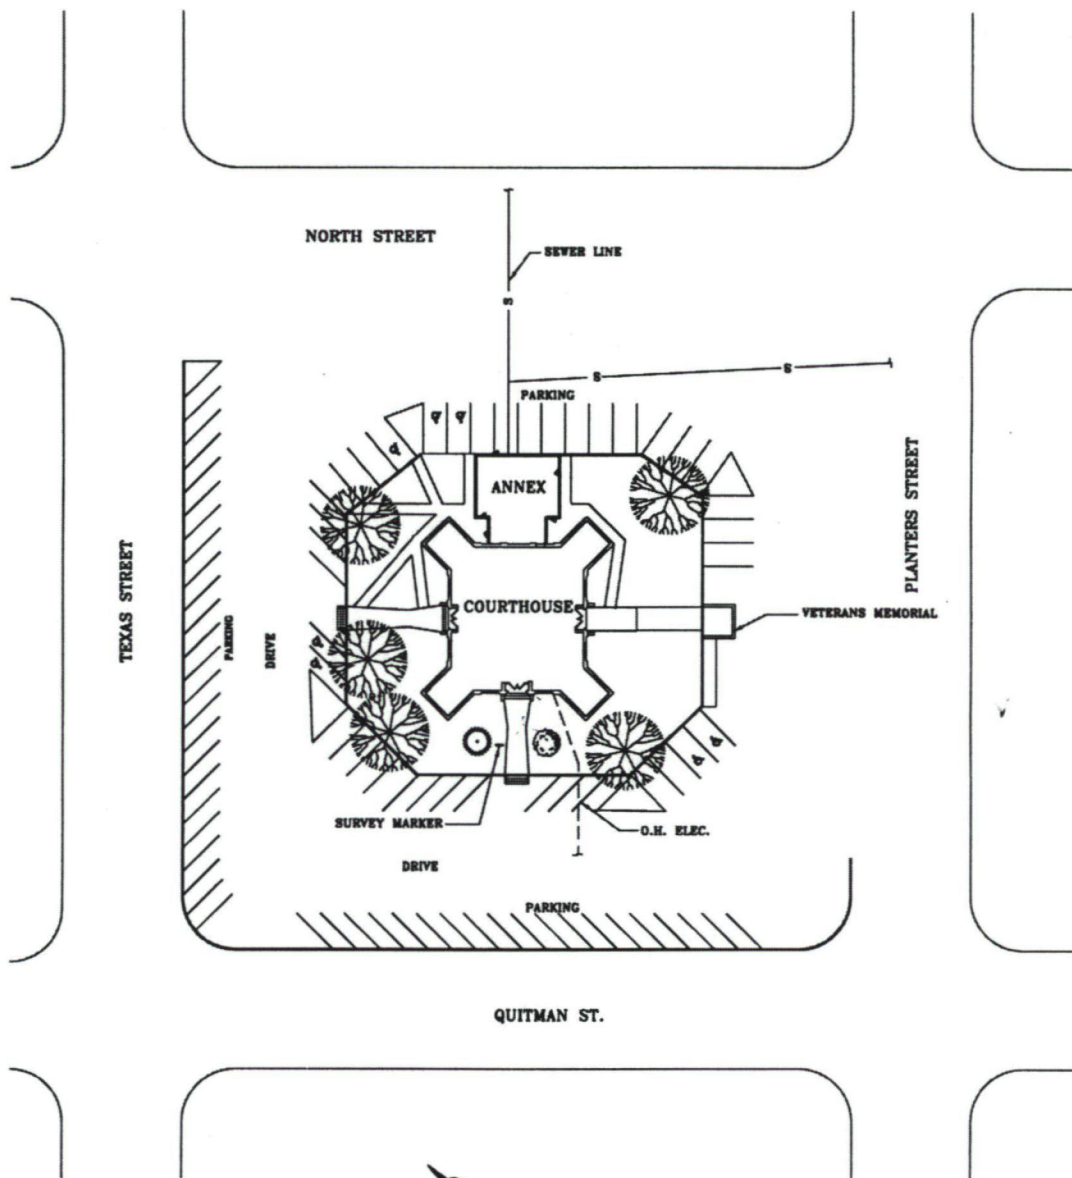 NORTH STREET
SEWER LINE
S
S
S
PARKING
ANNEX
PLANTERS STREET
TEXAS STREET
COURTHOUSE
VETERANS MEMORIAL
PARKING
DRIVE
SURVEY MARKER
O.H. ELEC.
DRIVE
PARKING
QUITMAN ST.